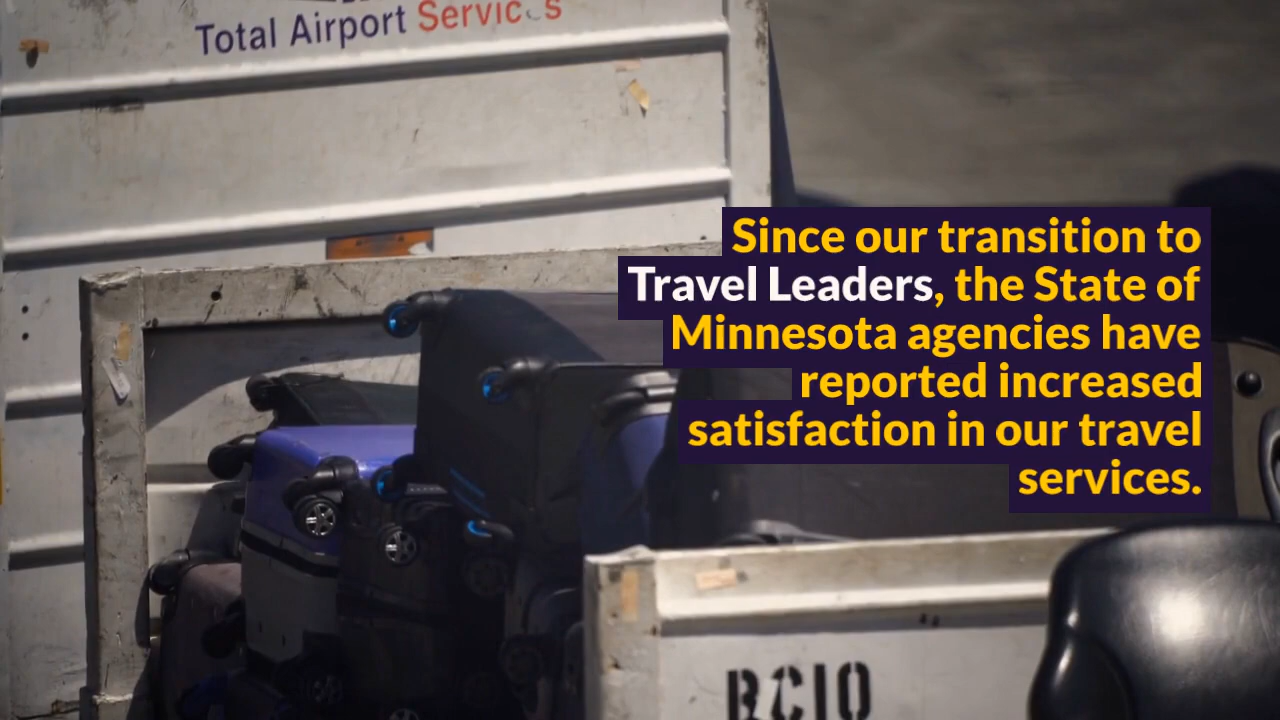 Total Airport Services
Since our transition to
Travel Leaders, the State of
Minnesota agencies have
reported increased
satisfaction in our travel
services.
BC10